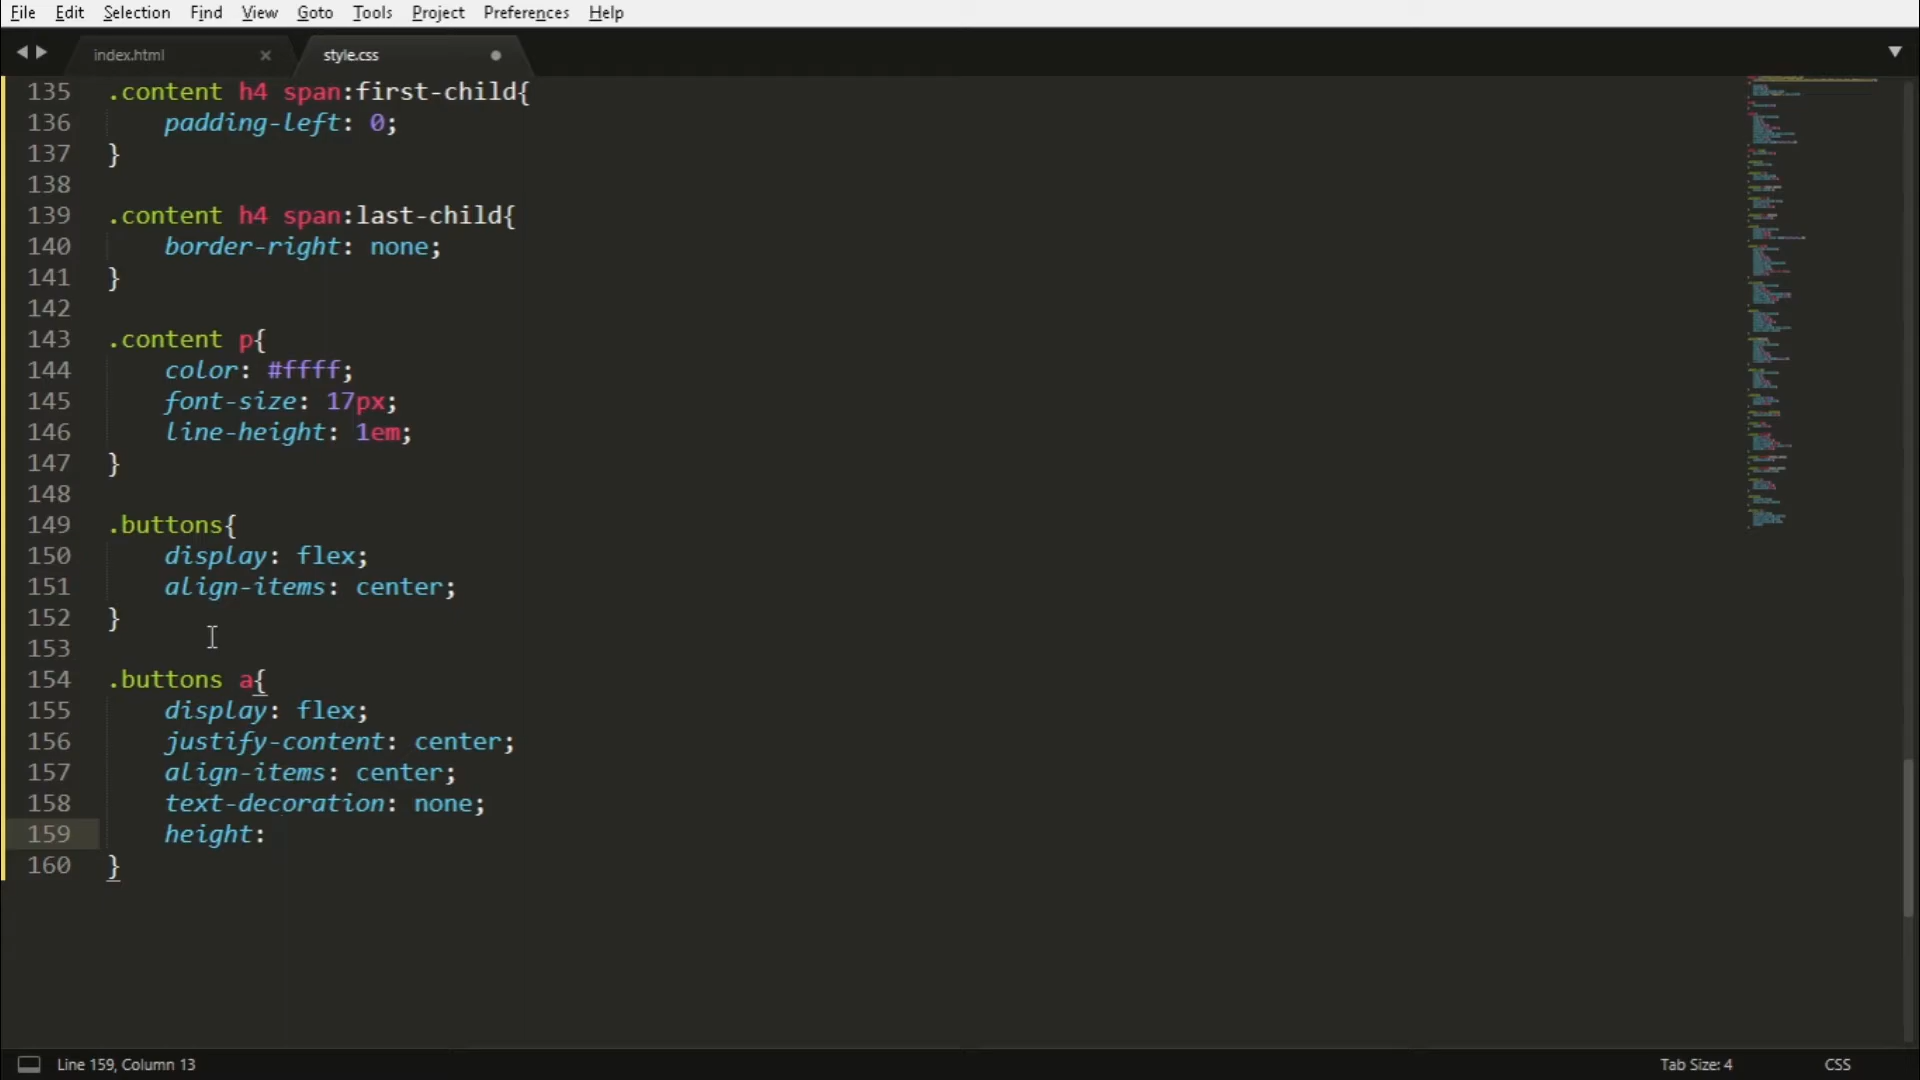 File Edit Selection Find View Goto Tools Project Preferences Help
index.html style.css
135 .content h4 span:first-child{
136 padding-left: 0;
137 }
138
139 .content h4 span:last-child{
140 border-right: none;
141 }
142
143 .content p{
144 color: #ffff;
145 font-size: 17px;
146 line-height: 1em;
147 }
148
149 .buttons{
150 display: flex;
151 align-items: center;
152 }
153
154 .buttons a{
155 display: flex;
156 justify-content: center;
157 align-items: center;
158 text-decoration: none;
159 height:
160 }
Line 159, Column 13 Tab Size: 4 CSS